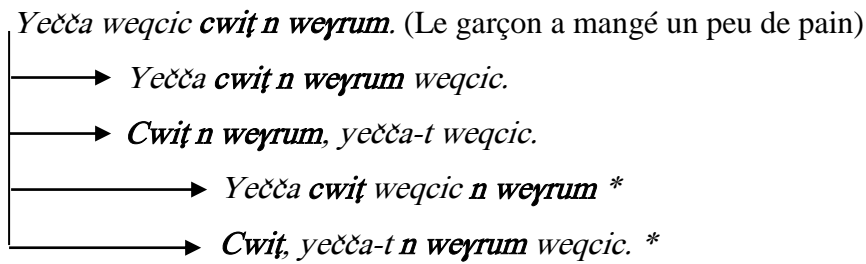 Yečča weqcic cwiṭ n weɣrum. (Le garçon a mangé un peu de pain)
Yečča cwiṭ n weɣrum weqcic.
Cwiṭ n weɣrum, yečča-t weqcic.
Yečča cwiṭ weqcic n weɣrum *
Cwiṭ, yečča-t n weɣrum weqcic. *